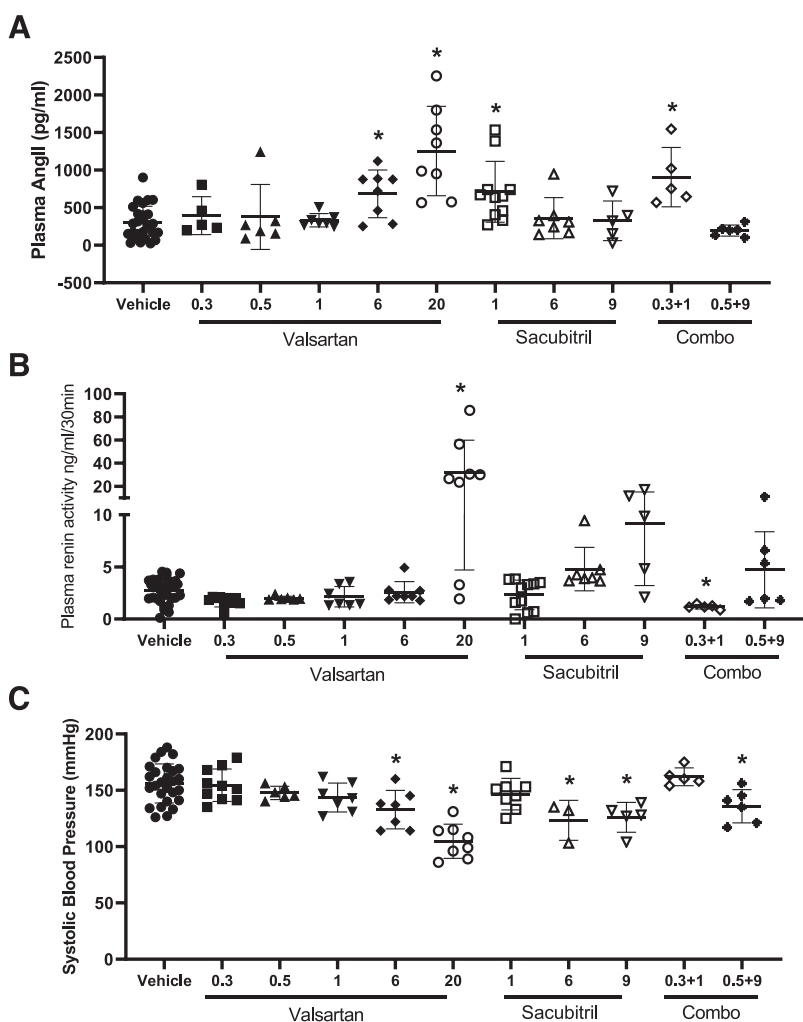 A
*
*
*
*
2500
2000
1500
1000
500
0
-500
Plasma AngII (pg/ml)
Vehicle 0.3 0.5 1 6 20 1 6 9 0.3+1 0.5+9
Valsartan Sacubitril Combo
B
*
*
100
80
60
40
20
10
5
0
Plasma renin activity ng/ml/30min
Vehicle 0.3 0.5 1 6 20 1 6 9 0.3+1 0.5+9
Valsartan Sacubitril Combo
C
*
*
*
*
*
200
150
100
50
0
Systolic Blood Pressure (mmHg)
Vehicle 0.3 0.5 1 6 20 1 6 9 0.3+1 0.5+9
Valsartan Sacubitril Combo